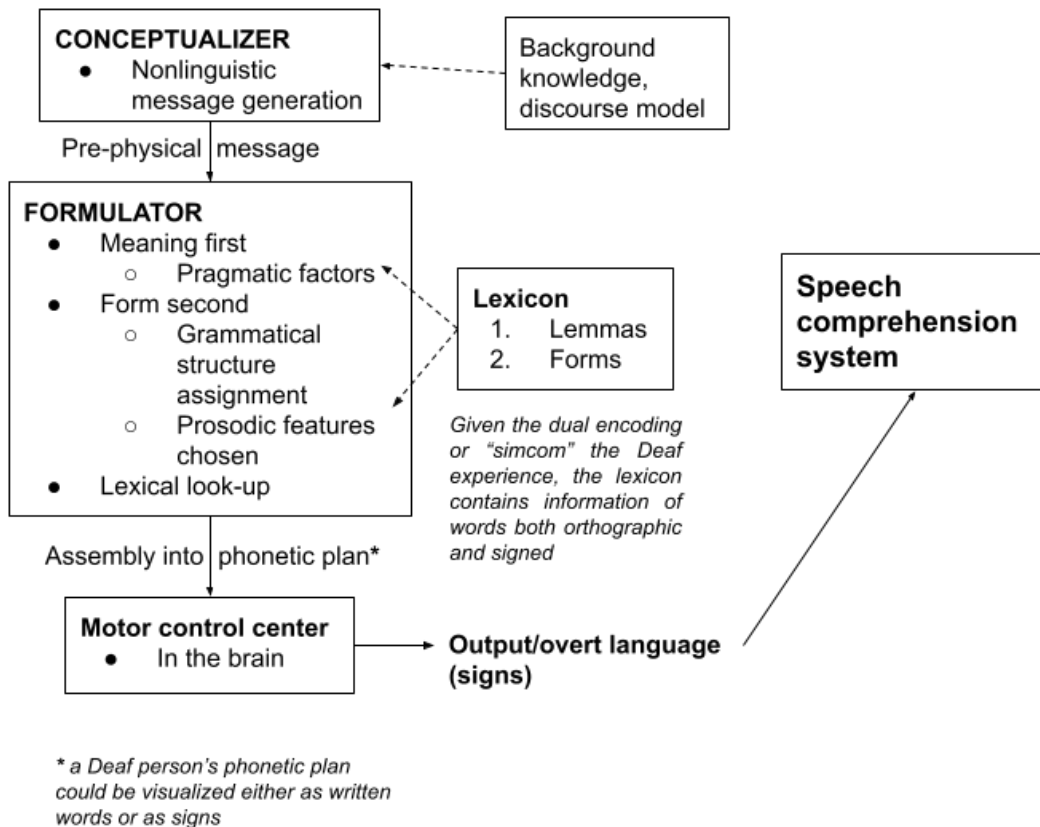 CONCEPTUALIZER
● Nonlinguistic
message generation
Background
knowledge,
discourse model
Pre-physical message
FORMULATOR
● Meaning first
○ Pragmatic factors
● Form second
○ Grammatical
structure
assignment
○ Prosodic features
chosen
● Lexical look-up
Lexicon
1. Lemmas
2. Forms
Given the dual encoding
or “simcom” the Deaf
experience, the lexicon
contains information of
words both orthographic
and signed
Speech
comprehension
system
Assembly into phonetic plan*
Motor control center
● In the brain
Output/overt language
(signs)
* a Deaf person’s phonetic plan
could be visualized either as written
words or as signs